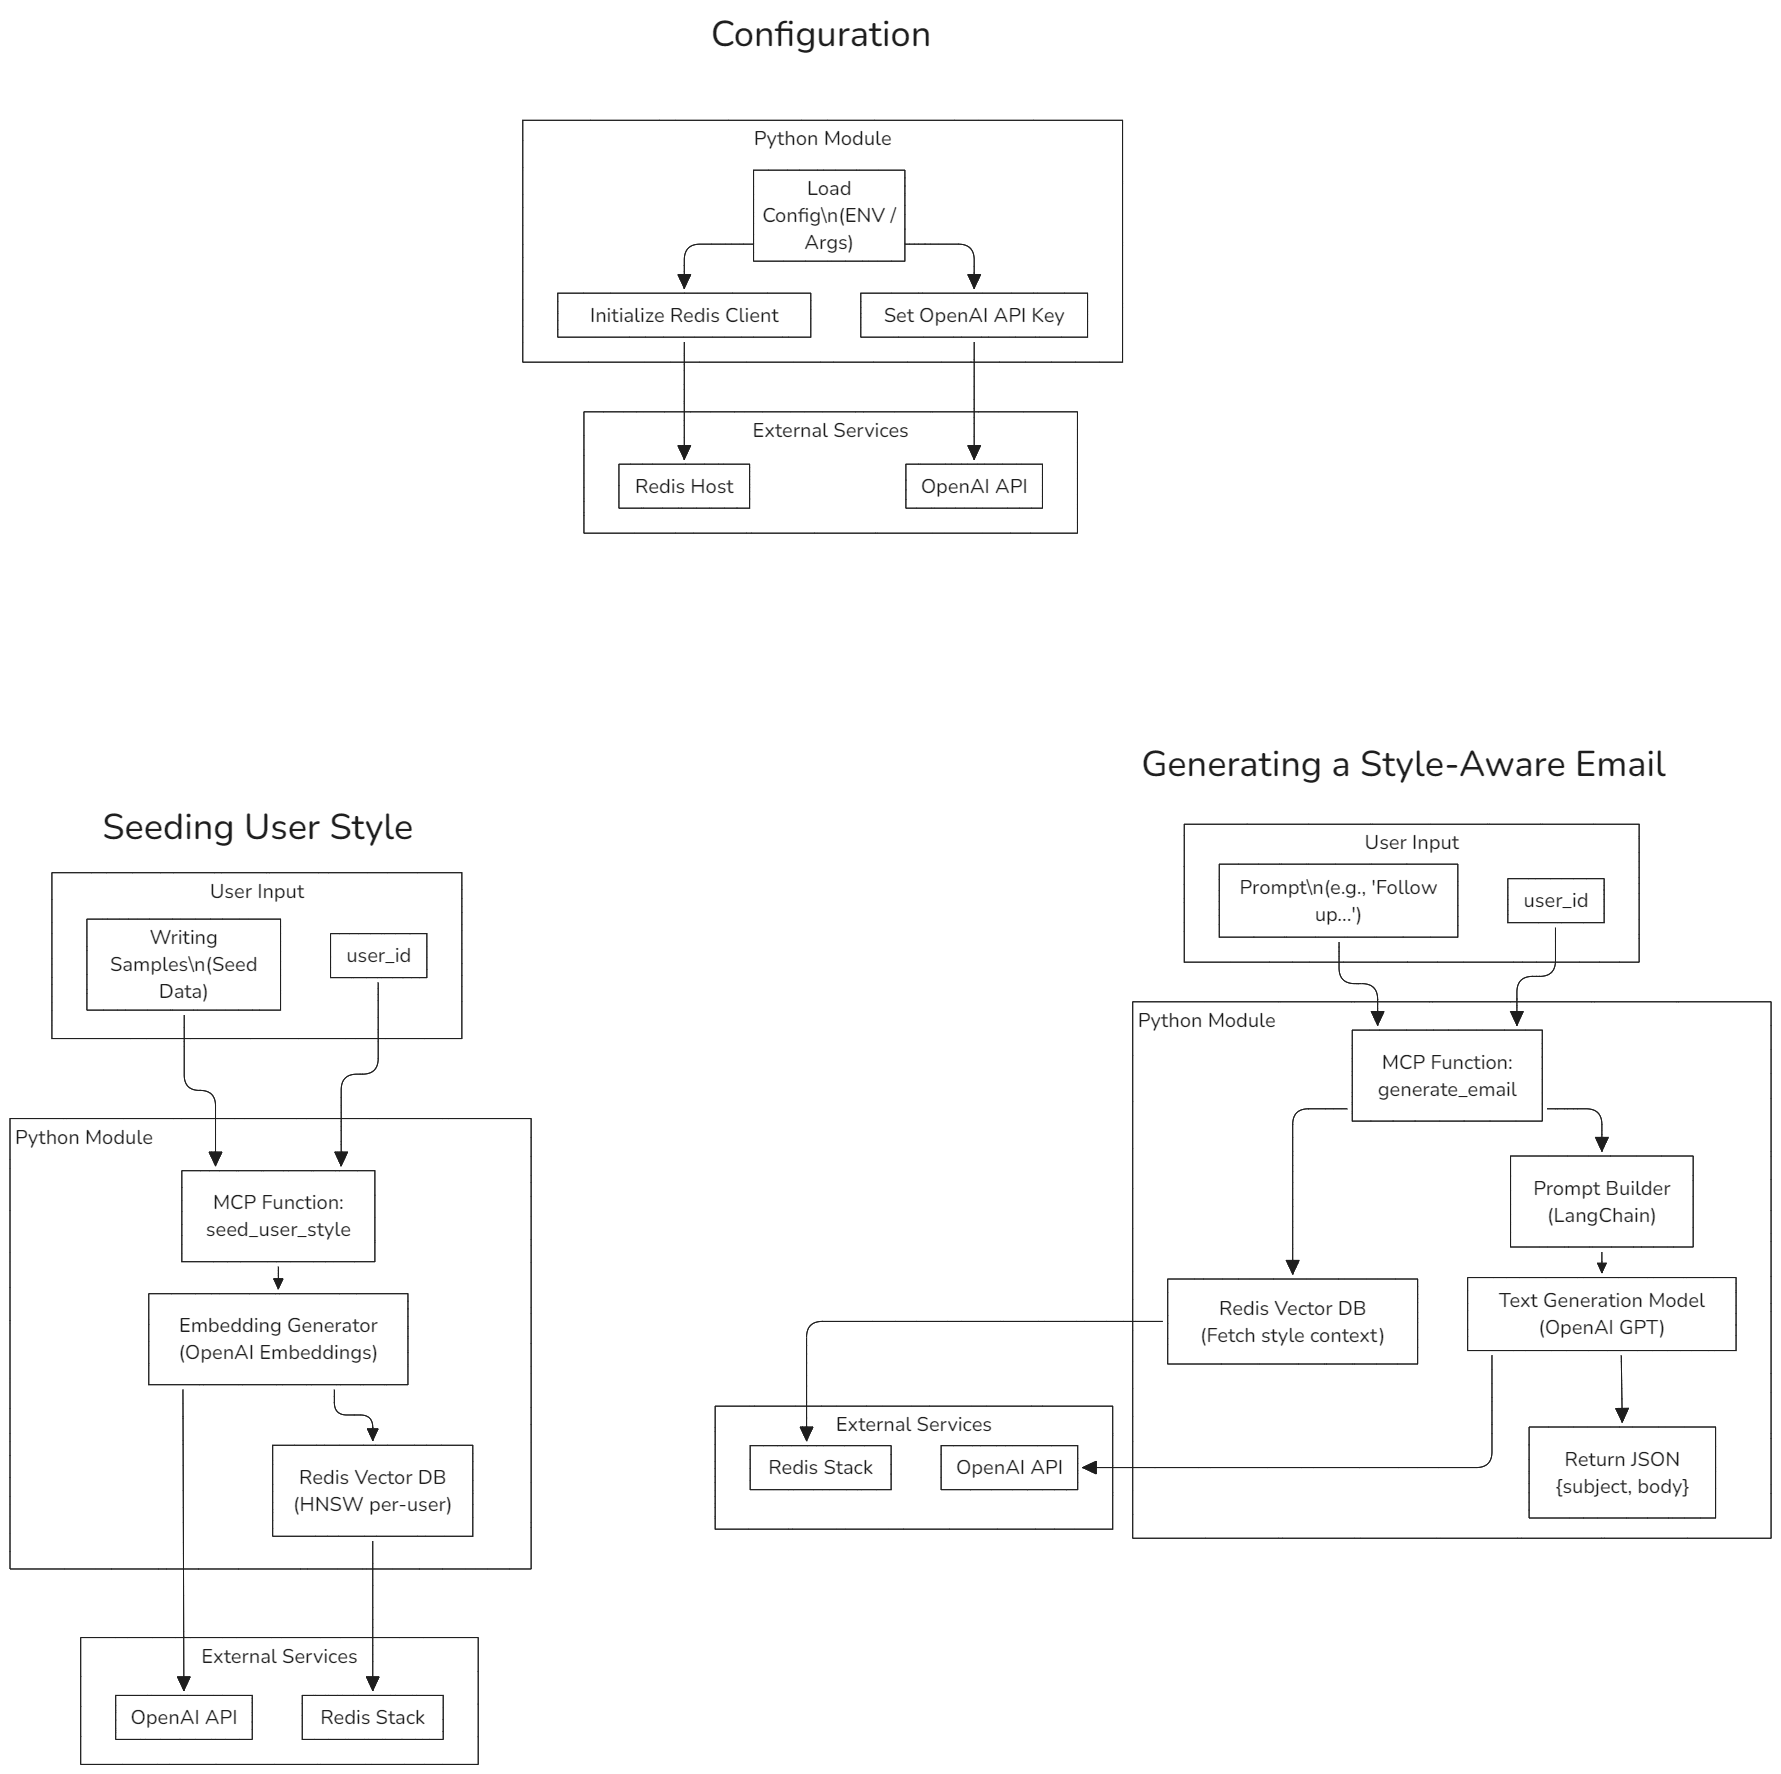 Configuration
Python Module
Load
Config\n(ENV /
Args)
Initialize Redis Client
Set OpenAI API Key
External Services
Redis Host
OpenAI API
Seeding User Style
User Input
Writing
Samples\n(Seed
Data)
user_id
Python Module
MCP Function:
seed_user_style
Embedding Generator
(OpenAI Embeddings)
Redis Vector DB
(HNSW per-user)
External Services
OpenAI API
Redis Stack
Generating a Style-Aware Email
User Input
Prompt\n(e.g., 'Follow
up...')
user_id
Python Module
MCP Function:
generate_email
Prompt Builder
(LangChain)
Redis Vector DB
(Fetch style context)
Text Generation Model
(OpenAI GPT)
External Services
Redis Stack
OpenAI API
Return JSON
{subject, body}